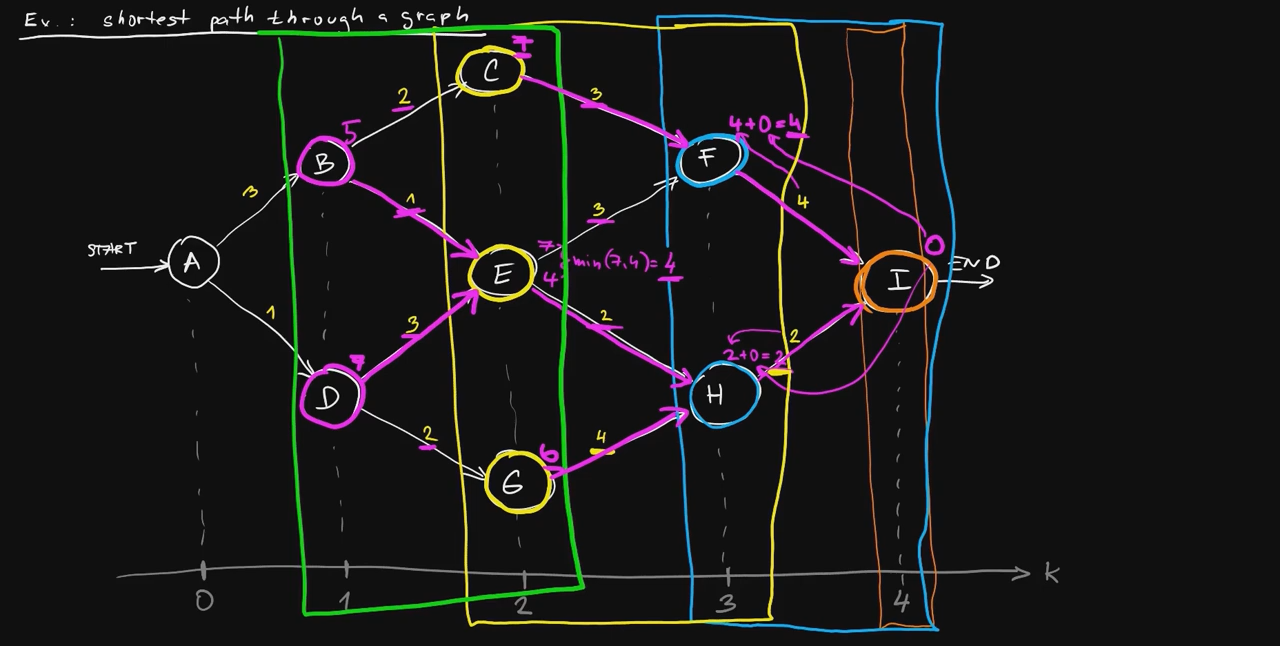 Ex.: shortest path through a graph
7
C
2
3
5
4+0=4
B
F
3
1
4
3
START
A
E
7
4
min(7,4)=4
0
END
I
1
3
2
2
7
2+0=2
D
H
2
6
4
G
0
1
2
3
4
K